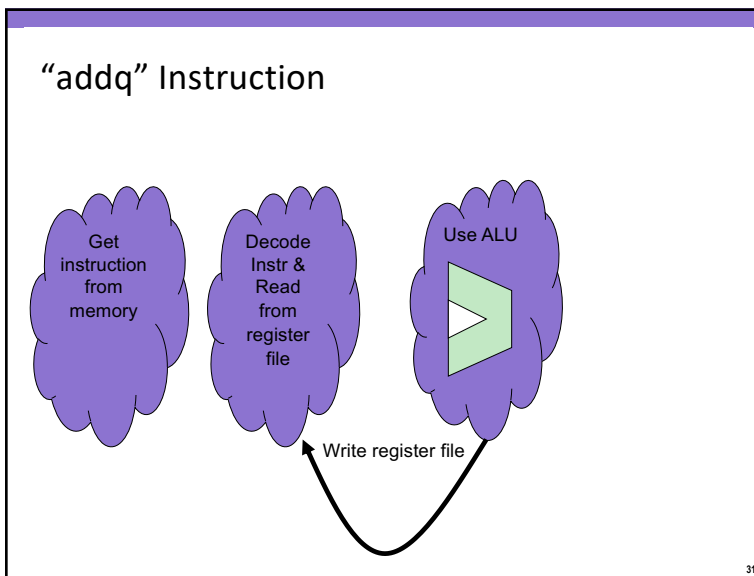 “addq” Instruction
Get
instruction
from
memory
Decode
Instr &
Read
from
register
file
Use ALU
Write register file
31